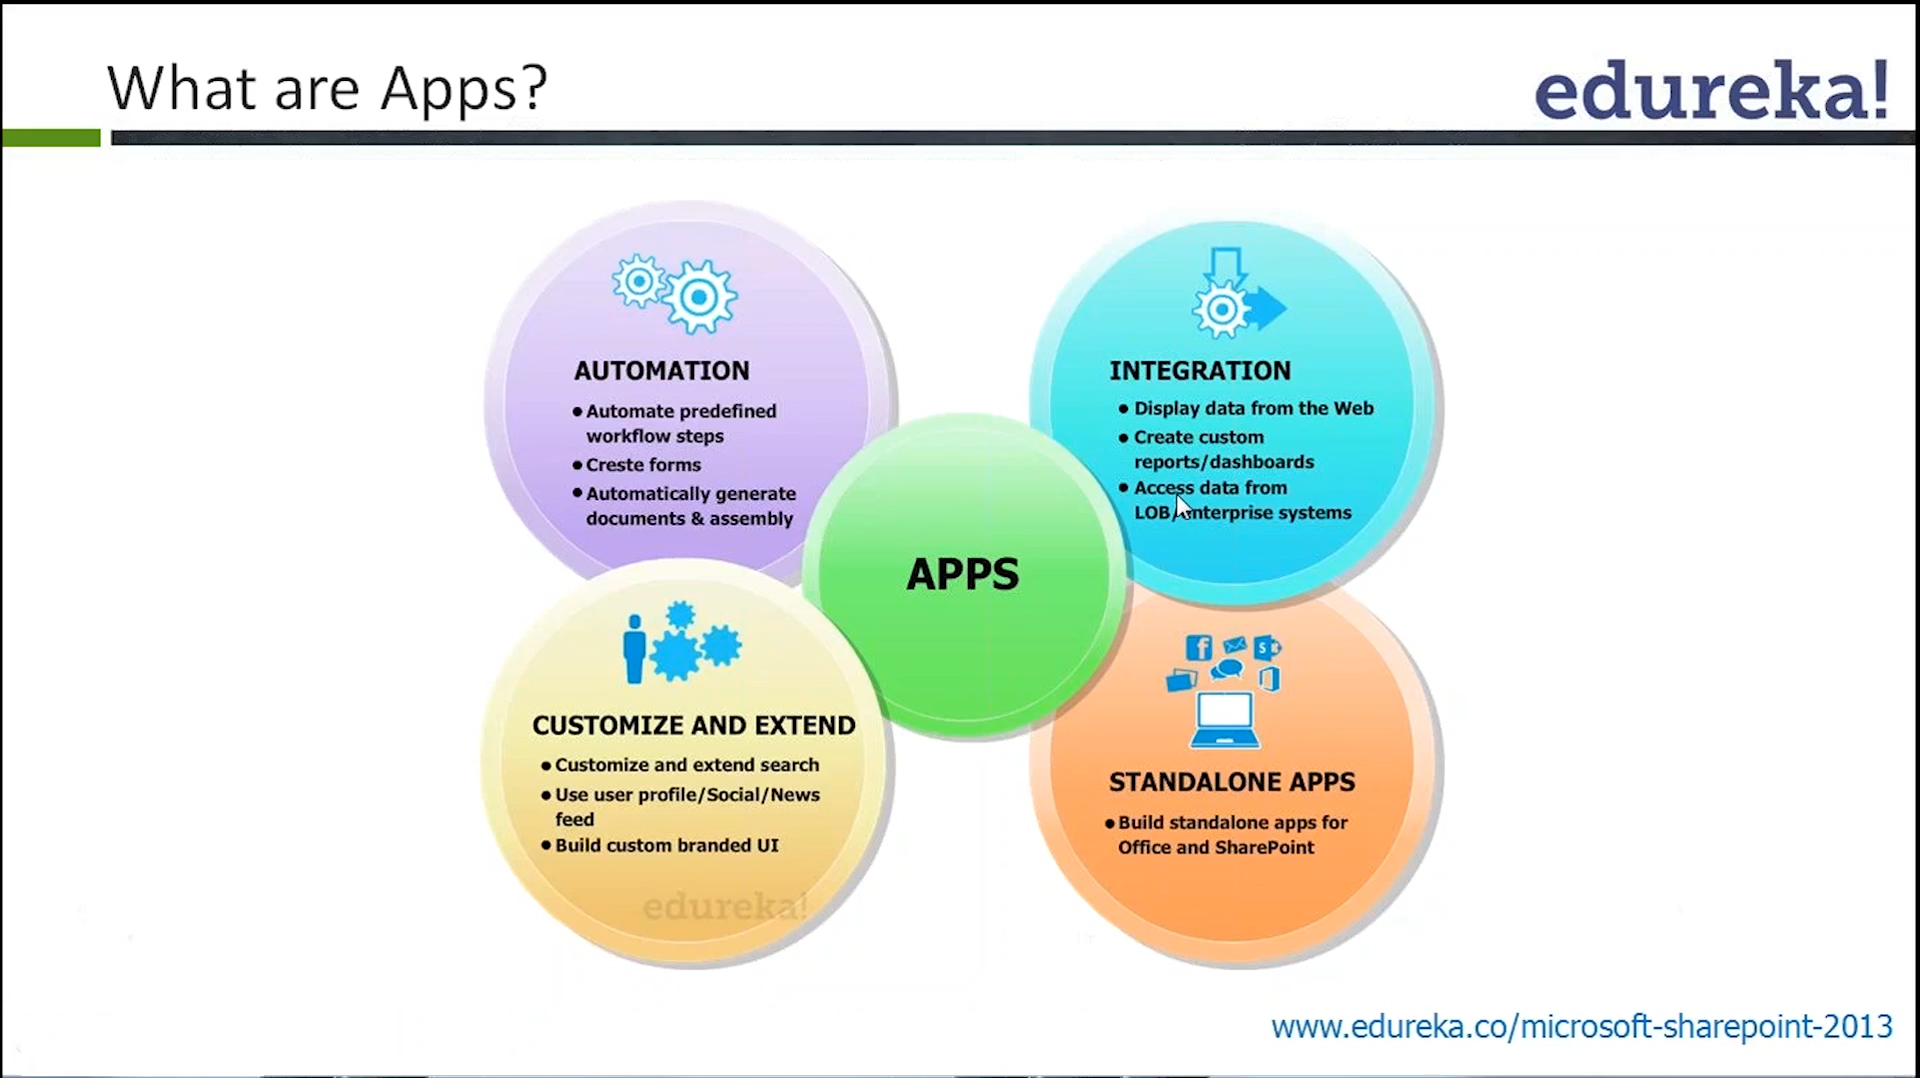 What are Apps?
edureka!
AUTOMATION
• Automate predefined
workflow steps
• Creste forms
• Automatically generate
documents & assembly
INTEGRATION
• Display data from the Web
• Create custom
reports/dashboards
• Access data from
LOB/enterprise systems
APPS
CUSTOMIZE AND EXTEND
• Customize and extend search
• Use user profile/Social/News
feed
• Build custom branded UI
edureka!
STANDALONE APPS
• Build standalone apps for
Office and SharePoint
www.edureka.co/microsoft-sharepoint-2013